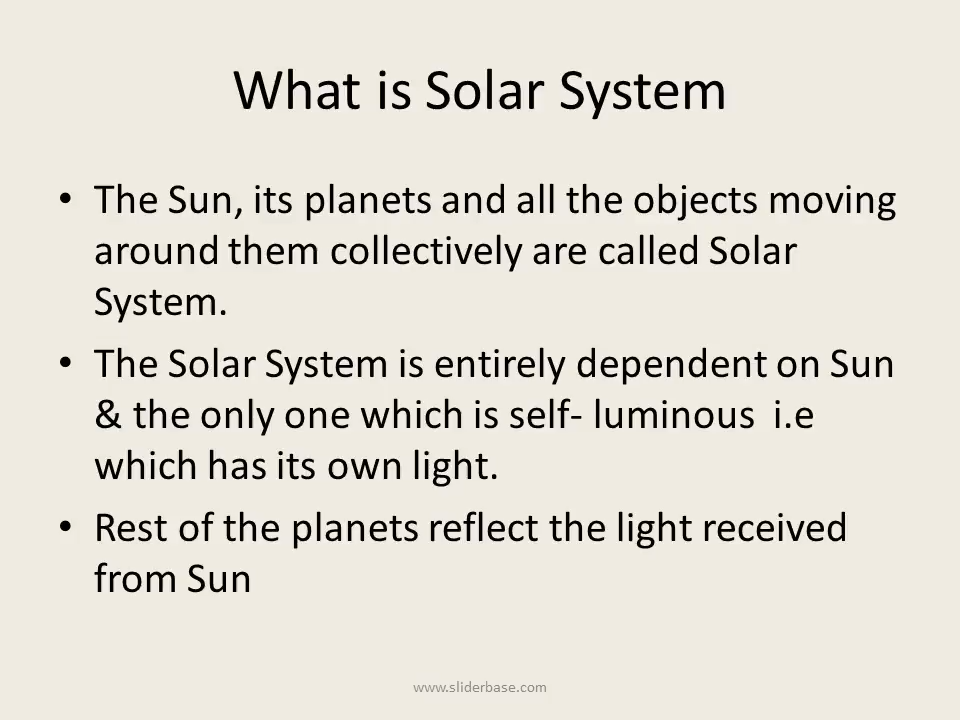 What is Solar System
• The Sun, its planets and all the objects moving
around them collectively are called Solar
System.
• The Solar System is entirely dependent on Sun
& the only one which is self- luminous  i.e
which has its own light.
• Rest of the planets reflect the light received
from Sun
www.sliderbase.com